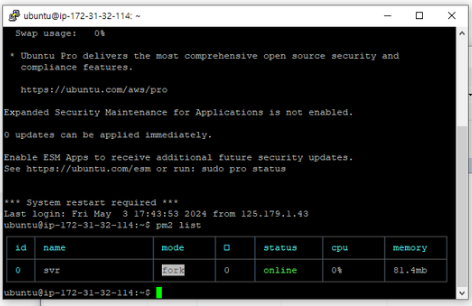 ubuntu@ip-172-31-32-114: ~
Swap usage: 0%
* Ubuntu Pro delivers the most comprehensive open source security and
compliance features.
https://ubuntu.com/aws/pro
Expanded Security Maintenance for Applications is not enabled.
0 updates can be applied immediately.
Enable ESM Apps to receive additional future security updates.
See https://ubuntu.com/esm or run: sudo pro status
*** System restart required ***
Last login: Fri May 3 17:43:53 2024 from 125.179.1.43
ubuntu@ip-172-31-32-114:~$ pm2 list
id name mode □ status cpu memory
0 svr fork 0 online 0% 81.4mb
ubuntu@ip-172-31-32-114:~$